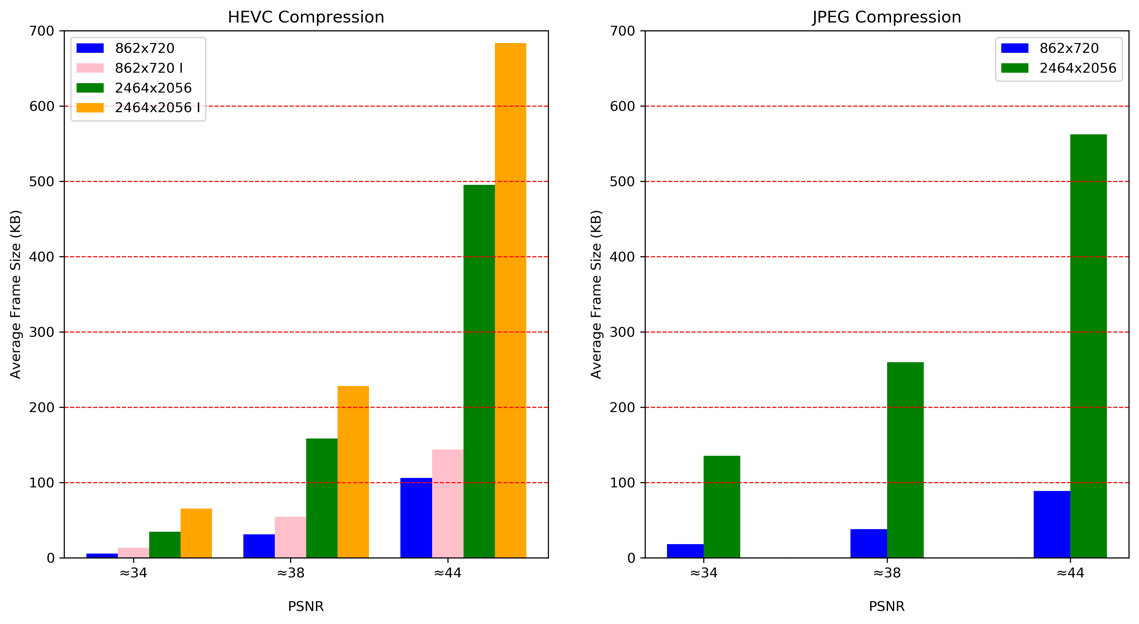 HEVC Compression
700
600
500
400
300
200
100
0
Average Frame Size (KB)
862x720
862x720 I
2464x2056
2464x2056 I
≈34
≈38
≈44
PSNR
JPEG Compression
700
600
500
400
300
200
100
0
Average Frame Size (KB)
862x720
2464x2056
≈34
≈38
≈44
PSNR